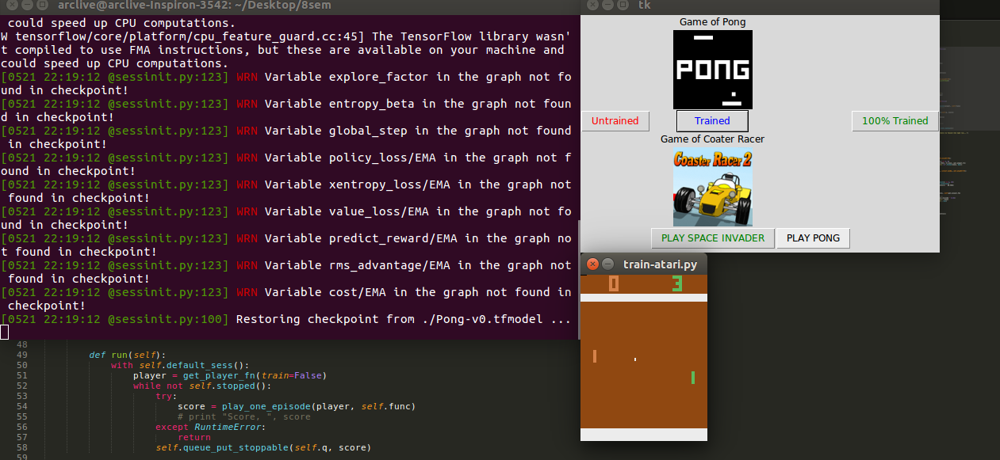 arclive@arclive-Inspiron-3542: ~/Desktop/8sem
could speed up CPU computations.
W tensorflow/core/platform/cpu_feature_guard.cc:45] The TensorFlow library wasn'
t compiled to use FMA instructions, but these are available on your machine and
could speed up CPU computations.
[0521 22:19:12 @sessinit.py:123] WRN Variable explore_factor in the graph not fo
und in checkpoint!
[0521 22:19:12 @sessinit.py:123] WRN Variable entropy_beta in the graph not foun
d in checkpoint!
[0521 22:19:12 @sessinit.py:123] WRN Variable global_step in the graph not found
in checkpoint!
[0521 22:19:12 @sessinit.py:123] WRN Variable policy_loss/EMA in the graph not f
ound in checkpoint!
[0521 22:19:12 @sessinit.py:123] WRN Variable xentropy_loss/EMA in the graph not
found in checkpoint!
[0521 22:19:12 @sessinit.py:123] WRN Variable value_loss/EMA in the graph not fo
und in checkpoint!
[0521 22:19:12 @sessinit.py:123] WRN Variable predict_reward/EMA in the graph no
t found in checkpoint!
[0521 22:19:12 @sessinit.py:123] WRN Variable rms_advantage/EMA in the graph not
found in checkpoint!
[0521 22:19:12 @sessinit.py:123] WRN Variable cost/EMA in the graph not found in
checkpoint!
[0521 22:19:12 @sessinit.py:100] Restoring checkpoint from ./Pong-v0.tfmodel ...
48
49 def run(self):
50 with self.default_sess():
51 player = get_player_fn(train=False)
52 while not self.stopped():
53 try:
54 score = play_one_episode(player, self.func)
55 # print "Score, ", score
56 except RuntimeError:
57 return
58 self.queue_put_stoppable(self.q, score)
59
tk
Game of Pong
PONG
Untrained
Trained
100% Trained
Game of Coater Racer
Coaster Racer 2
PLAY SPACE INVADER
PLAY PONG
train-atari.py
0 3